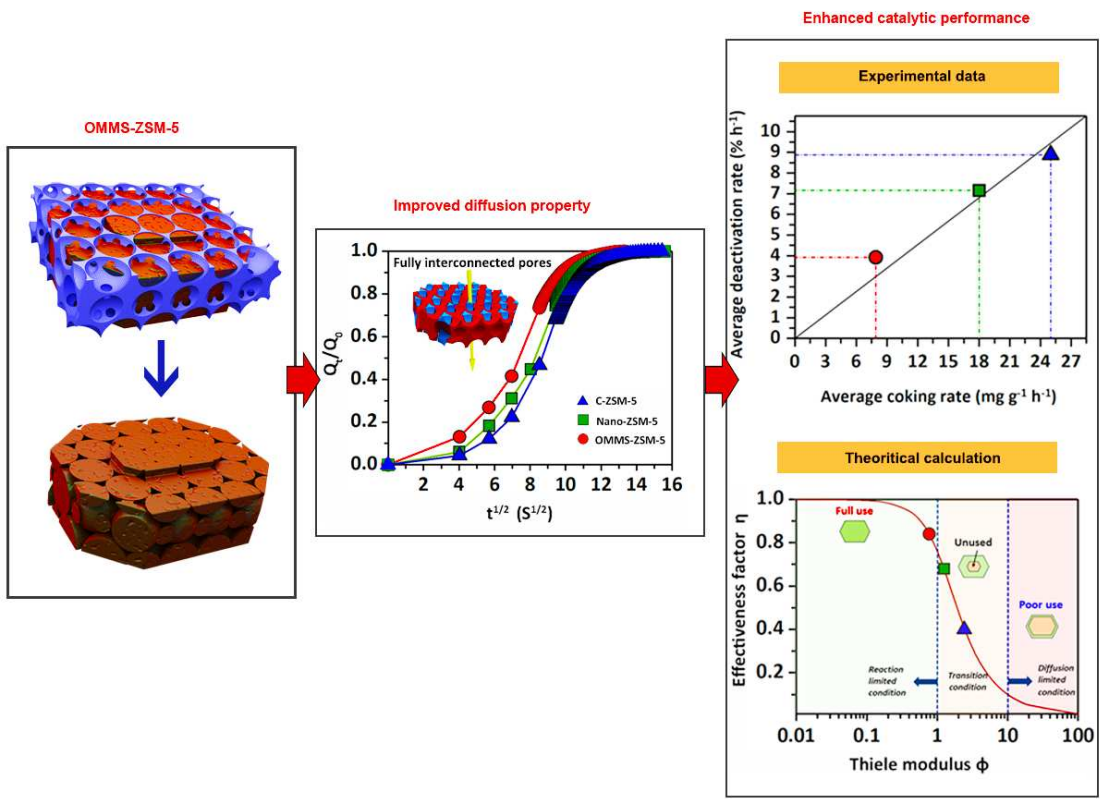 OMMS-ZSM-5
Improved diffusion property
Fully interconnected pores
1.0
0.8
0.6
0.4
0.2
0.0
Qt/Q0
C-ZSM-5
Nano-ZSM-5
OMMS-ZSM-5
2 4 6 8 10 12 14 16
t1/2 (S1/2)
Enhanced catalytic performance
Experimental data
Average deactivation rate (% h-1)
10
9
8
7
6
5
4
3
2
1
0
0 3 6 9 12 15 18 21 24 27
Average coking rate (mg g-1 h-1)
Theoritical calculation
Effectiveness factor η
1.0
0.8
0.6
0.4
0.2
Full use
Unused
Poor use
Reaction
limited
condition
Transition
condition
Diffusion
limited
condition
0.01 0.1 1 10 100
Thiele modulus ϕ